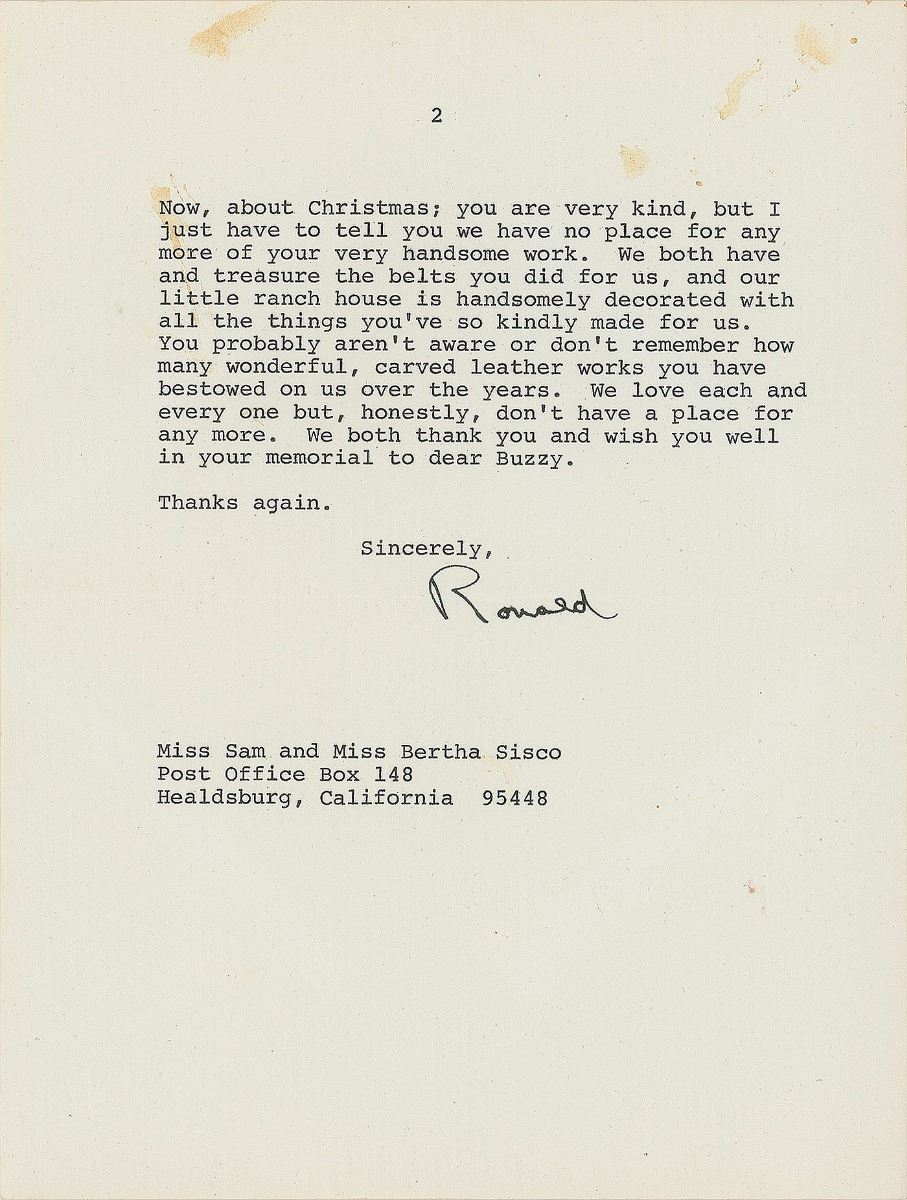 2
Now, about Christmas; you are very kind, but I
just have to tell you we have no place for any
more of your very handsome work.  We both have
and treasure the belts you did for us, and our
little ranch house is handsomely decorated with
all the things you've so kindly made for us.
You probably aren't aware or don't remember how
many wonderful, carved leather works you have
bestowed on us over the years.  We love each and
every one but, honestly, don't have a place for
any more.  We both thank you and wish you well
in your memorial to dear Buzzy.
Thanks again.
Sincerely,
Ronald
Miss Sam and Miss Bertha Sisco
Post Office Box 148
Healdsburg, California  95448